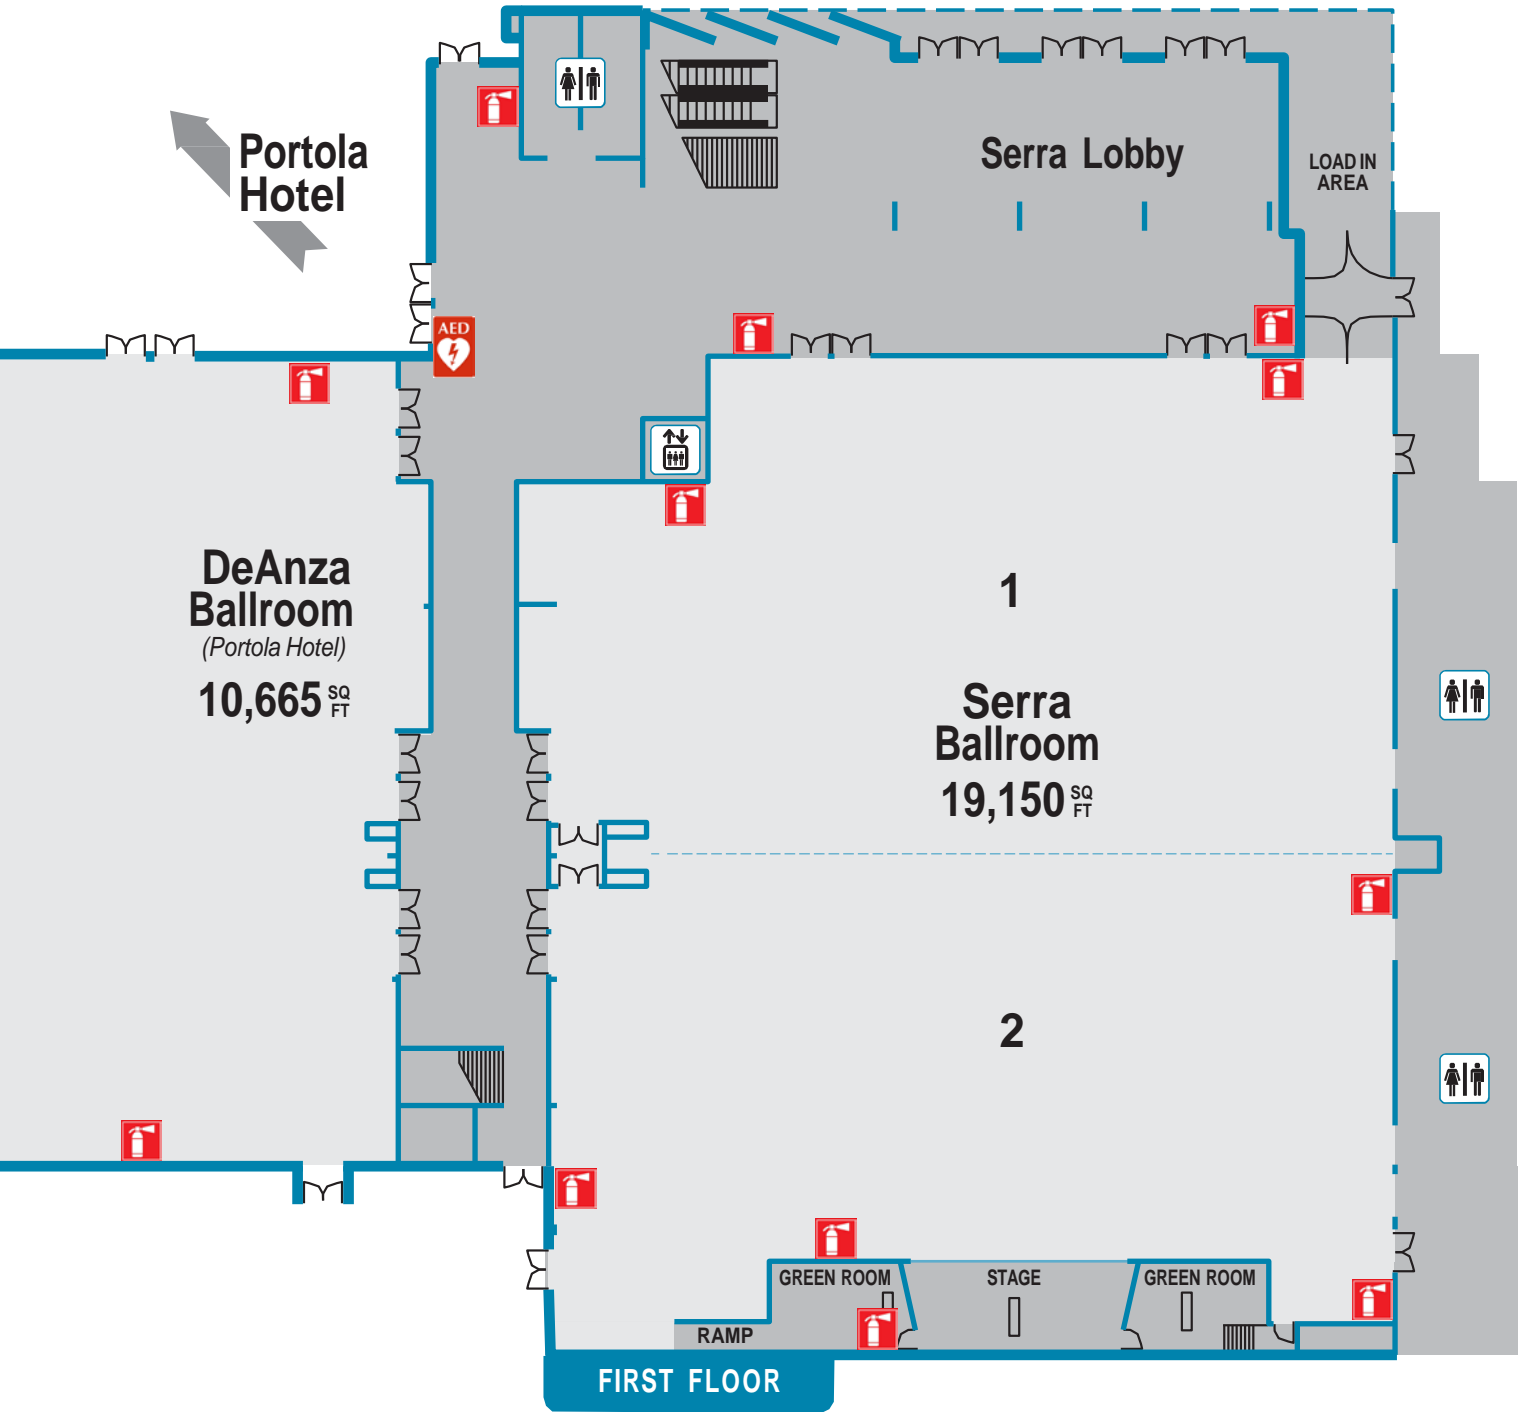 Portola
Hotel
Serra Lobby
LOAD IN
AREA
AED
DeAnza
Ballroom
(Portola Hotel)
10,665 SQ FT
1
Serra
Ballroom
19,150 SQ FT
2
GREEN ROOM
STAGE
GREEN ROOM
RAMP
FIRST FLOOR